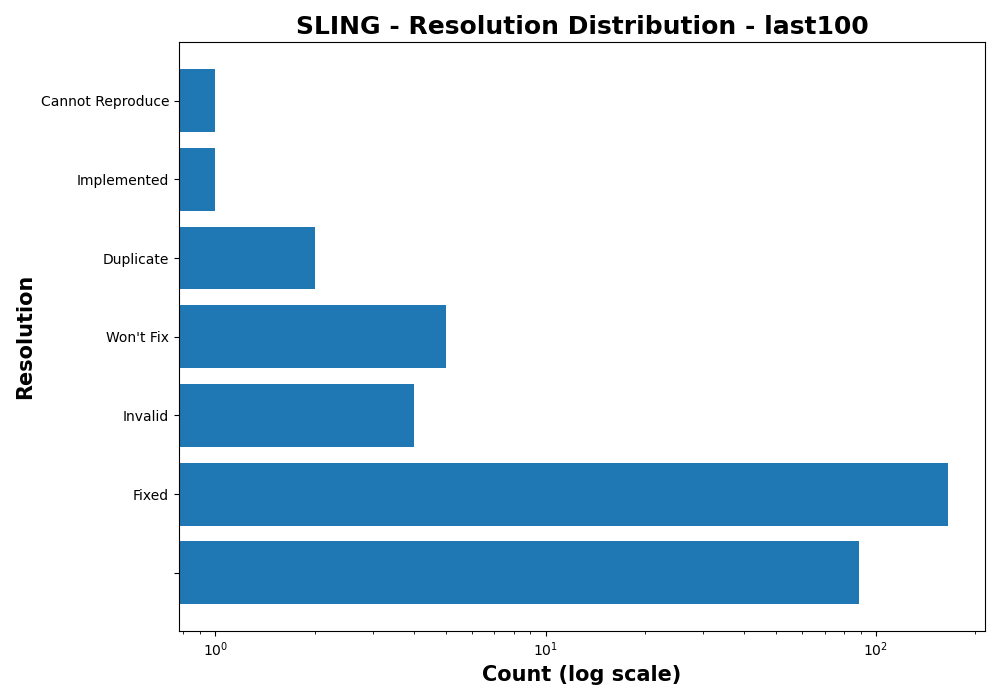 SLING - Resolution Distribution - last100
Cannot Reproduce
Implemented
Duplicate
Won't Fix
Invalid
Fixed
Resolution
10⁰ 10¹ 10²
Count (log scale)